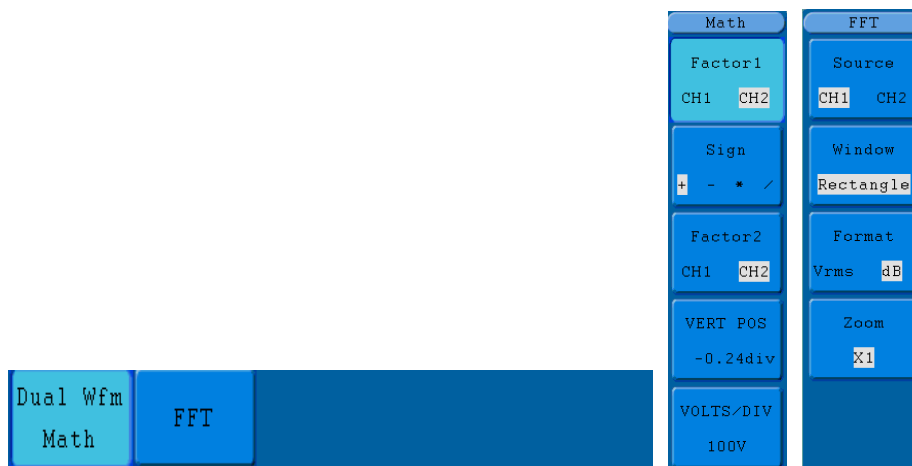 Dual Wfm
Math
FFT
Math
Factor1
CH1 CH2
Sign
+ - * /
Factor2
CH1 CH2
VERT POS
-0.24div
VOLTS/DIV
100V
FFT
Source
CH1 CH2
Window
Rectangle
Format
Vrms dB
Zoom
X1